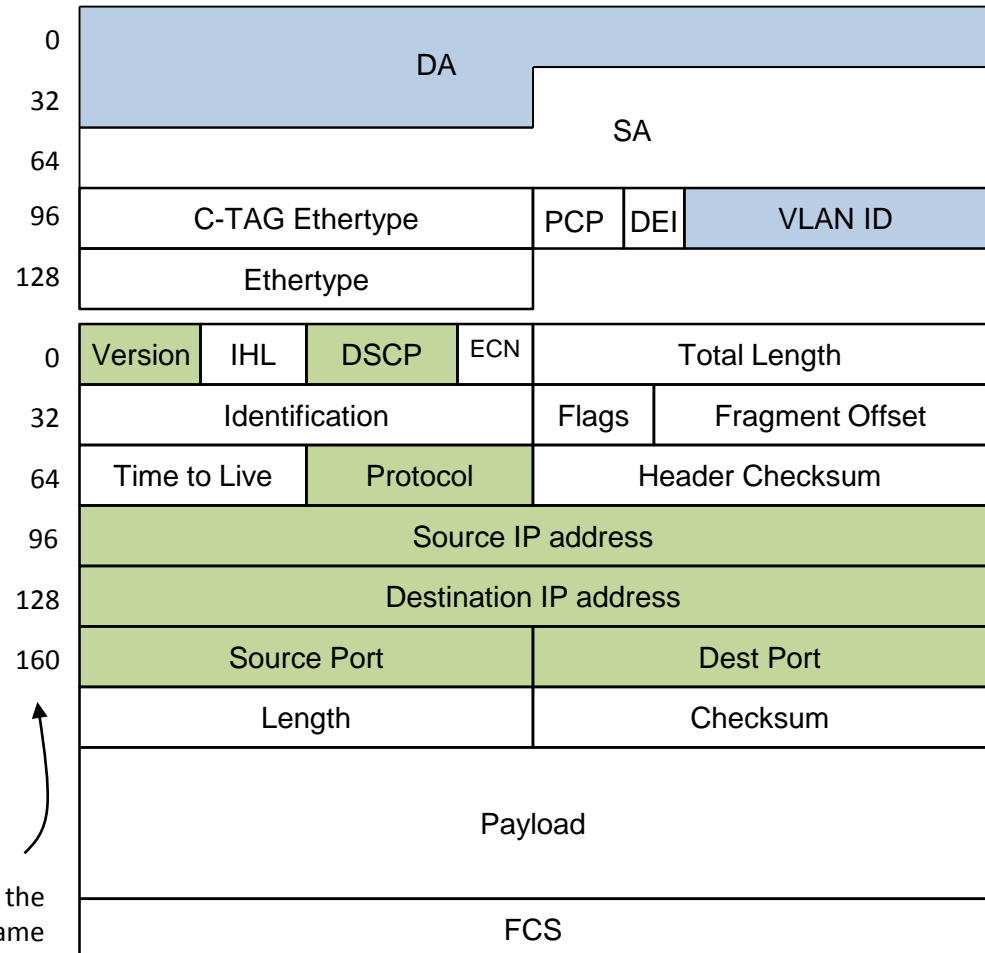 0
DA
32
SA
64
96 C-TAG Ethertype PCP DEI VLAN ID
128 Ethertype
0 Version IHL DSCP ECN Total Length
32 Identification Flags Fragment Offset
64 Time to Live Protocol Header Checksum
96 Source IP address
128 Destination IP address
160 Source Port Dest Port
Length Checksum
Payload
the
ame
FCS